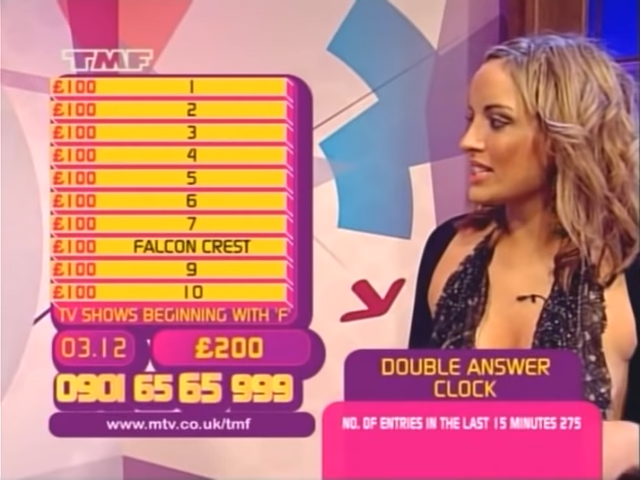 TMF
£100 1
£100 2
£100 3
£100 4
£100 5
£100 6
£100 7
£100 FALCON CREST
£100 9
£100 10
TV SHOWS BEGINNING WITH 'F'
03.12 £200
0901 65 65 999
www.mtv.co.uk/tmf
DOUBLE ANSWER
CLOCK
NO. OF ENTRIES IN THE LAST 15 MINUTES 275